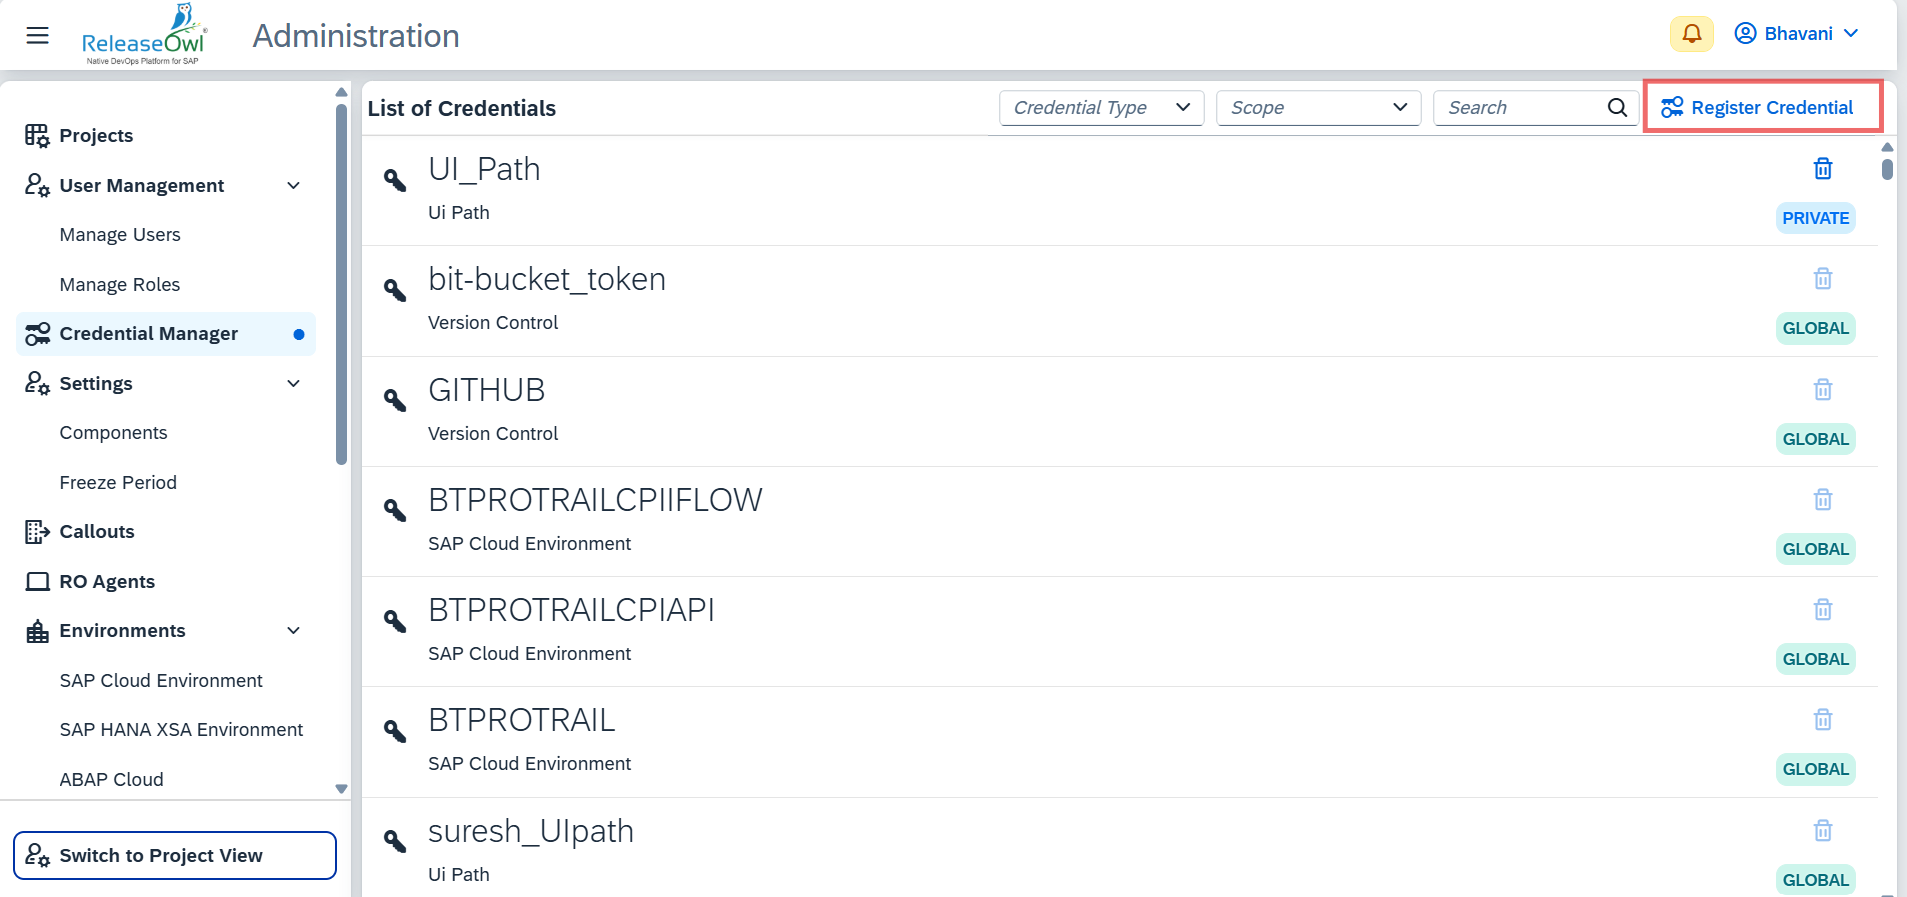 ReleaseOwl
®
Native DevOps Platform for SAP
Administration
Bhavani
Projects
User Management
Manage Users
Manage Roles
Credential Manager
Settings
Components
Freeze Period
Callouts
RO Agents
Environments
SAP Cloud Environment
SAP HANA XSA Environment
ABAP Cloud
Switch to Project View
List of Credentials
Credential Type
Scope
Search
Register Credential
UI_Path
Ui Path
PRIVATE
bit-bucket_token
Version Control
GLOBAL
GITHUB
Version Control
GLOBAL
BTPROTRAILCPIIFLOW
SAP Cloud Environment
GLOBAL
BTPROTRAILCPIAPI
SAP Cloud Environment
GLOBAL
BTPROTRAIL
SAP Cloud Environment
GLOBAL
suresh_UIpath
Ui Path
GLOBAL